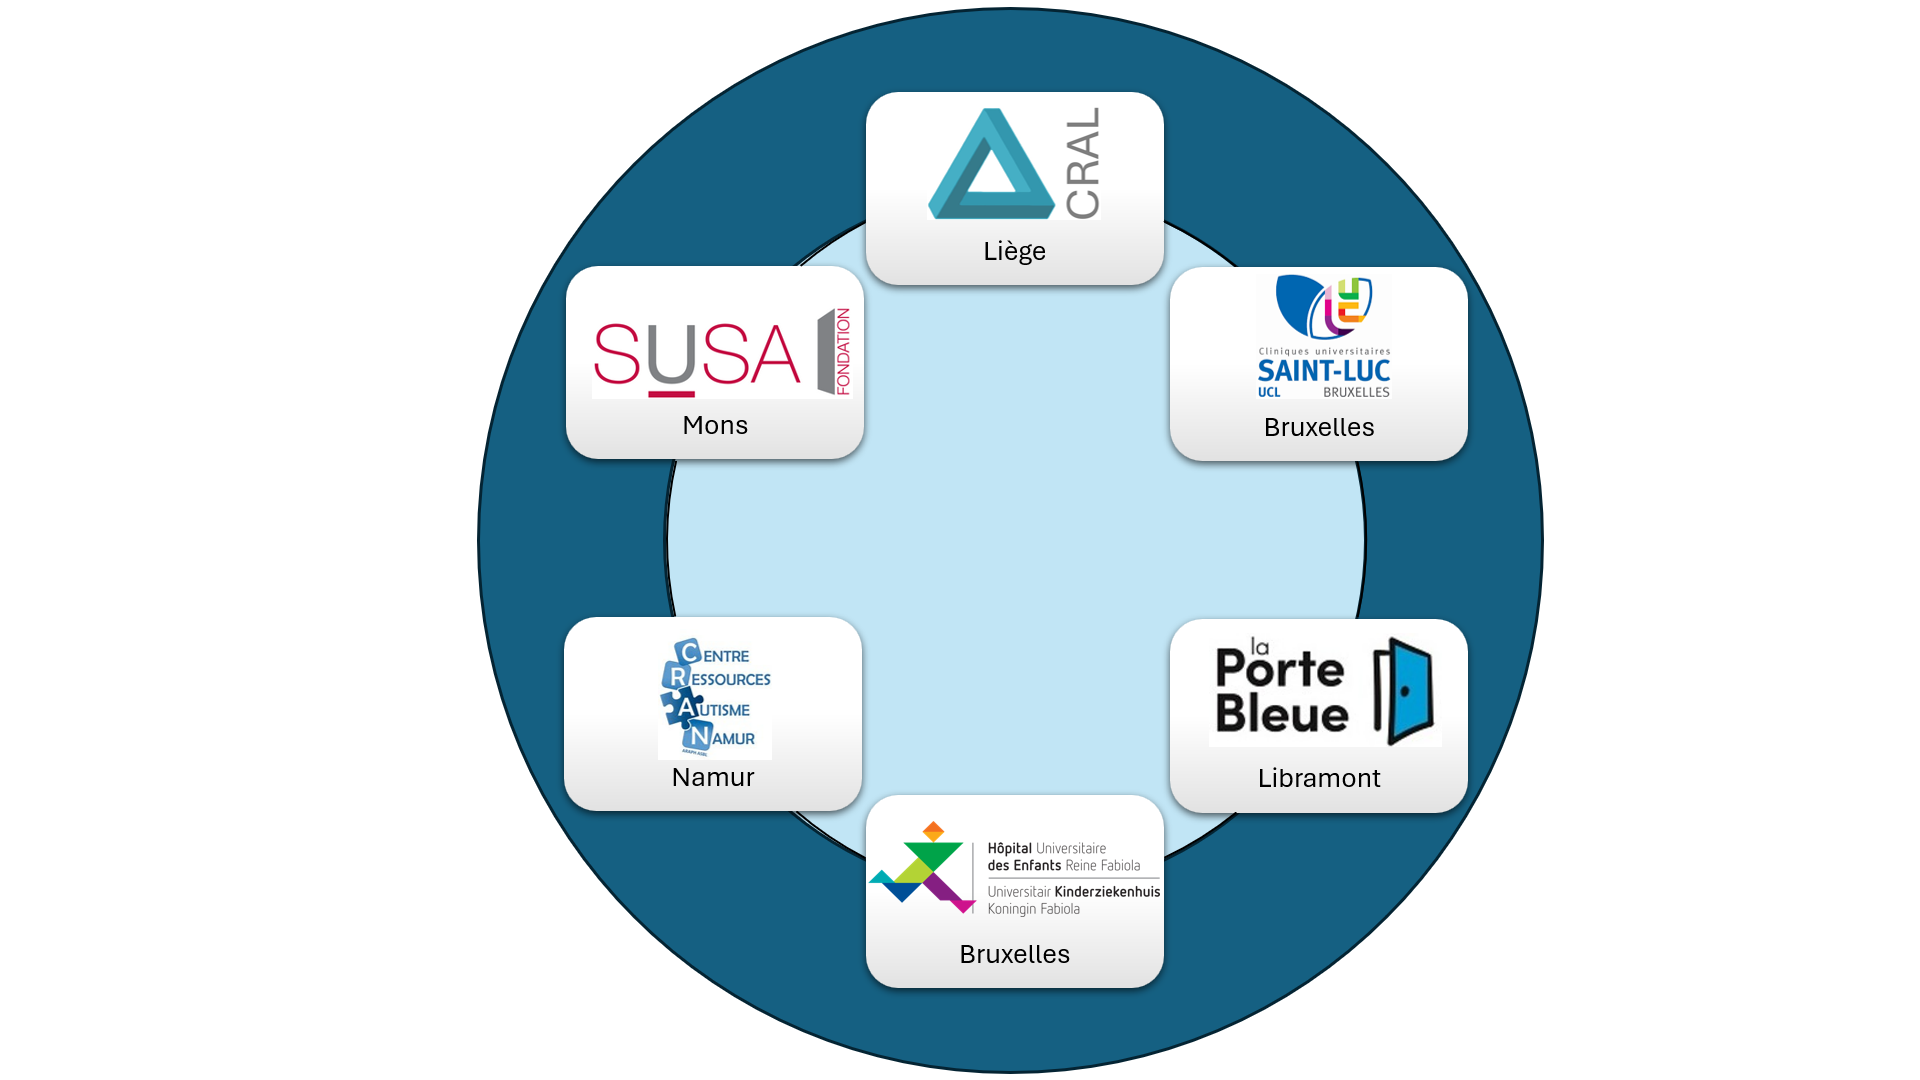 CRAL
Liège
SUSA
FONDATION
Mons
Cliniques universitaires
SAINT-LUC
UCL BRUXELLES
Bruxelles
CENTRE
RESSOURCES
AUTISME
NAMUR
Namur
la
Porte
Bleue
Libramont
Hôpital Universitaire
des Enfants Reine Fabiola
Universitair Kinderziekenhuis
Koningin Fabiola
Bruxelles